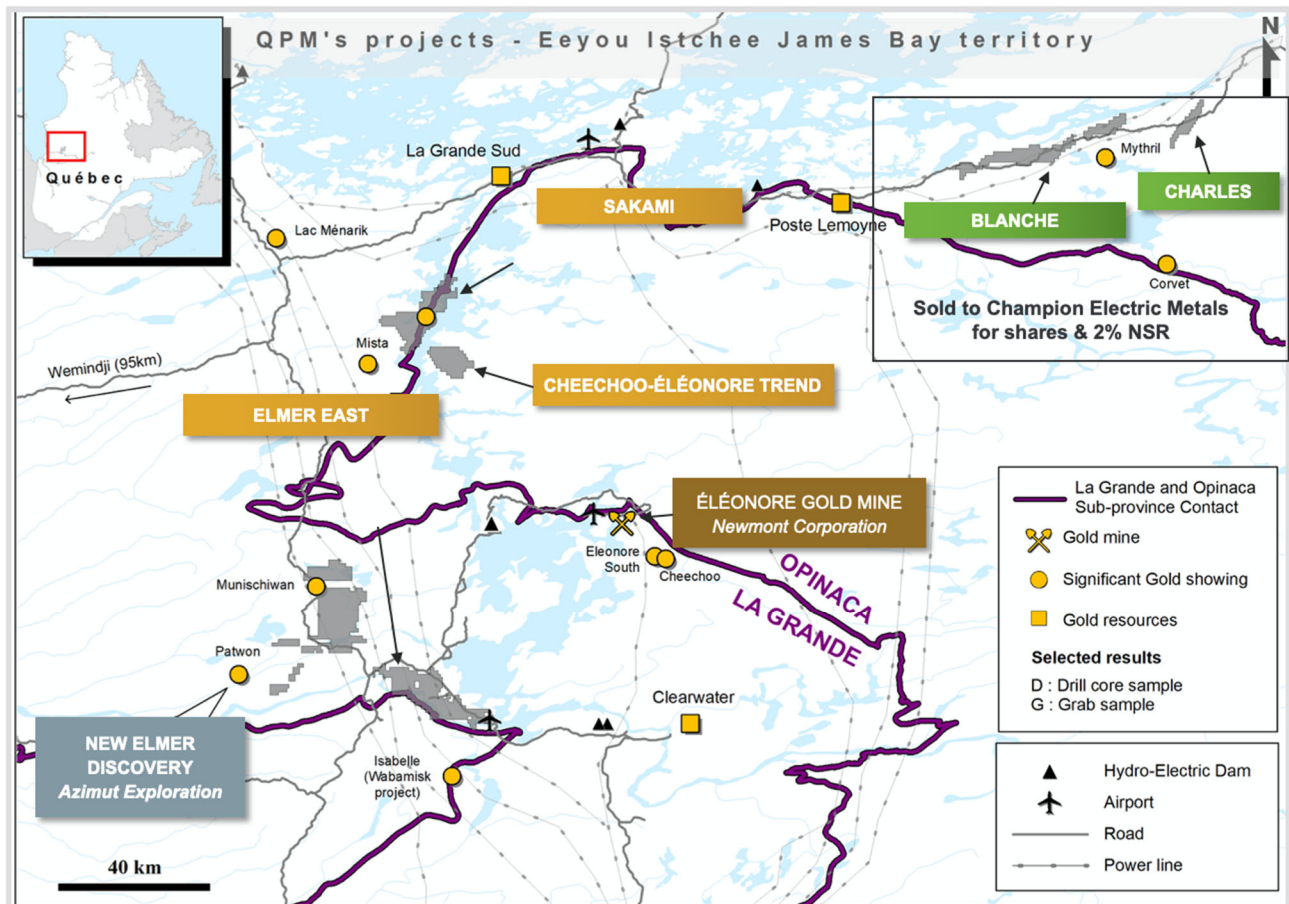 QPM's projects - Eeyou Istchee James Bay territory
N
Québec
La Grande Sud
SAKAMI
Mythril
CHARLES
Lac Ménarik
Poste Lemoyne
BLANCHE
Corvet
Sold to Champion Electric Metals
for shares & 2% NSR
Mista
Wemindji (95km)
CHEECHOO-ÉLÉONORE TREND
ELMER EAST
ÉLÉONORE GOLD MINE
Newmont Corporation
Eleonore
South
Cheechoo
OPINACA
LA GRANDE
Munischiwan
Patwon
Clearwater
NEW ELMER
DISCOVERY
Azimut Exploration
Isabelle
(Wabamisk
project)
40 km
La Grande and Opinaca
Sub-province Contact
Gold mine
Significant Gold showing
Gold resources
Selected results
D : Drill core sample
G : Grab sample
Hydro-Electric Dam
Airport
Road
Power line